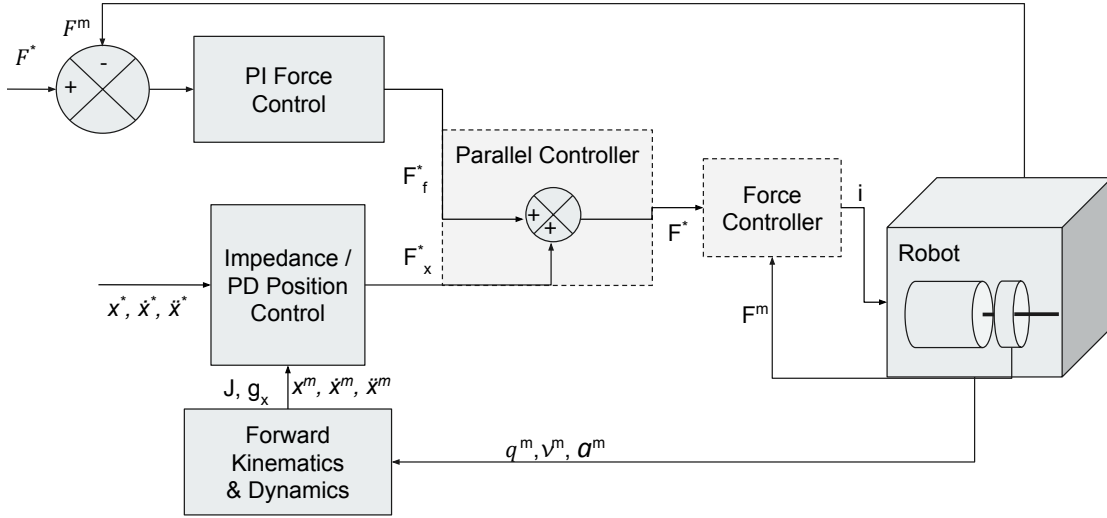 F^m
F^*
-
+
PI Force
Control
Parallel Controller
F^*_f
+
+
Force
Controller
i
F^*
Robot
Impedance /
PD Position
Control
F^*_x
x^*, ẋ^*, ẍ^*
F^m
J, g_x
x^m, ẋ^m, ẍ^m
Forward
Kinematics
& Dynamics
q^m, v^m, a^m